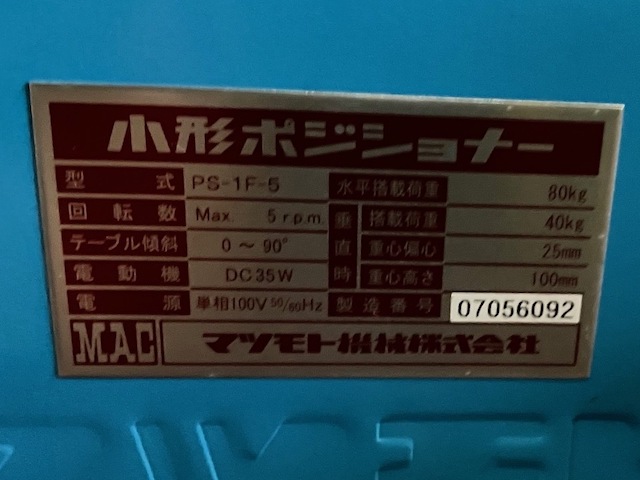 小形ポジショナー
型式 PS-1F-5 水平搭載荷重 80kg
回転数 Max. 5 r.p.m. 垂直時 搭載荷重 40kg
テーブル傾斜 0～90° 重心偏心 25mm
電動機 DC35W 重心高さ 100mm
電源 単相100V 50/60Hz 製造番号 07056092
MAC マツモト機械株式会社